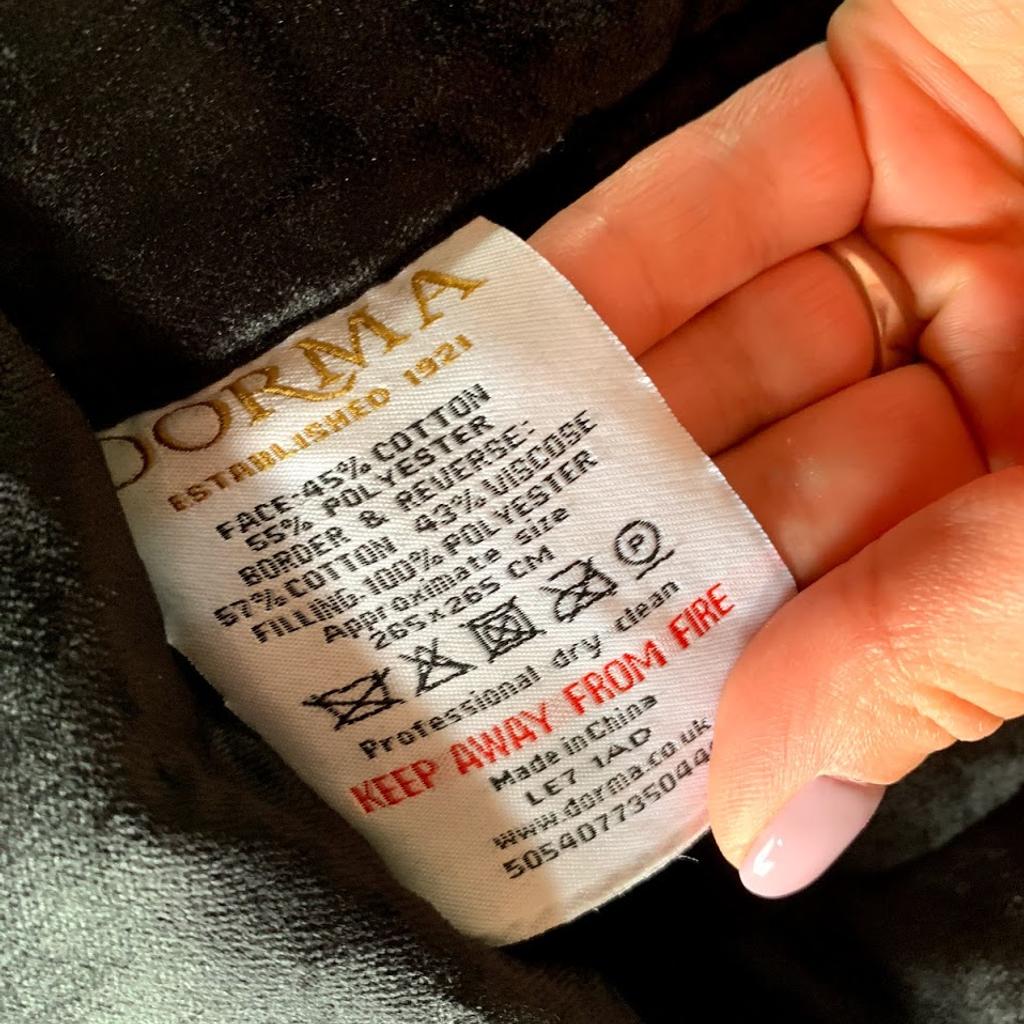 DORMA
ESTABLISHED 1921
FACE-45% COTTON
55% POLYESTER
BORDER & REVERSE:
57% COTTON 43% VISCOSE
FILLING-100% POLYESTER
Approximate size
265x265 CM
P
Professional dry clean
KEEP AWAY FROM FIRE
Made in China
LE7 1AD
www.dorma.co.uk
505407735044